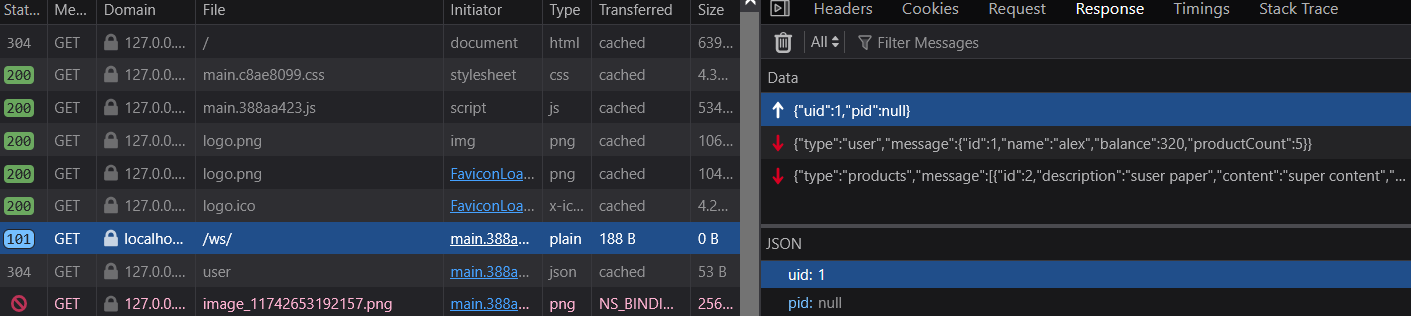 Stat... Me... Domain File Initiator Type Transferred Size
304 GET 127.0.0.... / document html cached 639...
200 GET 127.0.0.... main.c8ae8099.css stylesheet css cached 4.3...
200 GET 127.0.0.... main.388aa423.js script js cached 534...
200 GET 127.0.0.... logo.png img png cached 106...
200 GET 127.0.0.... logo.png FaviconLoa... png cached 104...
200 GET 127.0.0.... logo.ico FaviconLoa... x-ic... cached 4.2...
101 GET localho... /ws/ main.388a... plain 188 B 0 B
304 GET 127.0.0.... user main.388a... json cached 53 B
GET 127.0.0.... image_11742653192157.png main.388a... png NS_BINDI... 256...
Headers Cookies Request Response Timings Stack Trace
All Filter Messages
Data
{"uid":1,"pid":null}
{"type":"user","message":{"id":1,"name":"alex","balance":320,"productCount":5}}
{"type":"products","message":[{"id":2,"description":"suser paper","content":"super content","...
JSON
uid: 1
pid: null